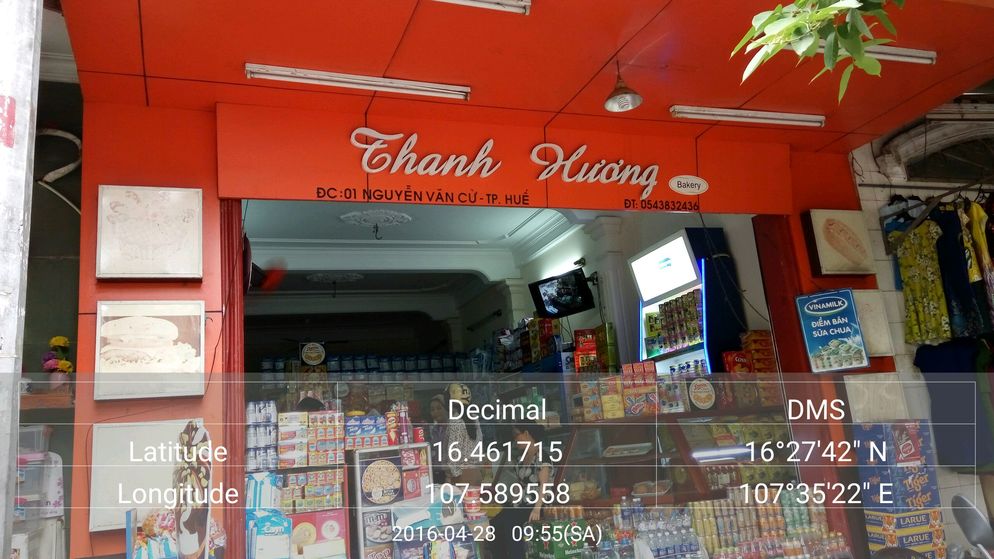 Thanh Hương
Bakery
ĐC:01 NGUYỄN VĂN CỪ - TP. HUẾ
ĐT: 0543832436
VINAMILK
ĐIỂM BÁN
SỮA CHUA
Decimal DMS
Latitude 16.461715 16°27'42" N
Longitude 107.589558 107°35'22" E
2016-04-28 09:55(SA)
Tiger
LARUE LARUE